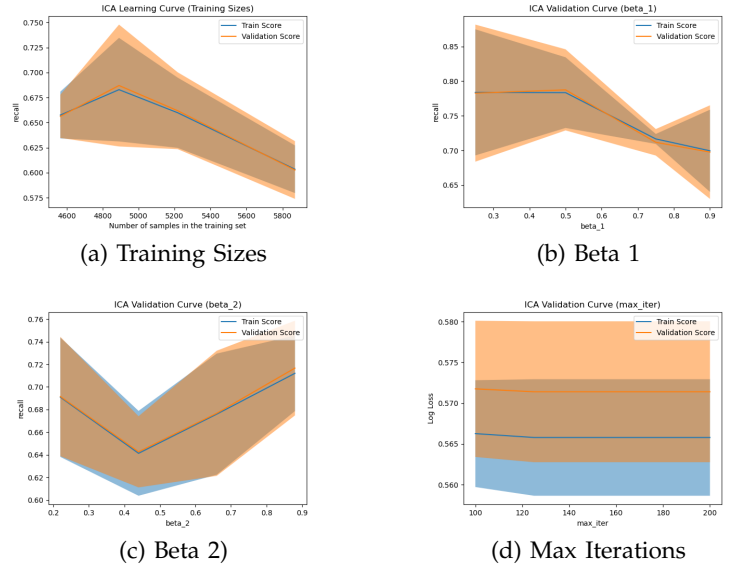 ICA Learning Curve (Training Sizes)
Train Score
Validation Score
recall
0.750
0.725
0.700
0.675
0.650
0.625
0.600
0.575
4600 4800 5000 5200 5400 5600 5800
Number of samples in the training set
(a) Training Sizes
ICA Validation Curve (beta_1)
Train Score
Validation Score
recall
0.85
0.80
0.75
0.70
0.65
0.3 0.4 0.5 0.6 0.7 0.8 0.9
beta_1
(b) Beta 1
ICA Validation Curve (beta_2)
Train Score
Validation Score
recall
0.76
0.74
0.72
0.70
0.68
0.66
0.64
0.62
0.60
0.2 0.3 0.4 0.5 0.6 0.7 0.8 0.9
beta_2
(c) Beta 2)
ICA Validation Curve (max_iter)
Train Score
Validation Score
Log Loss
0.580
0.575
0.570
0.565
0.560
100 120 140 160 180 200
max_iter
(d) Max Iterations